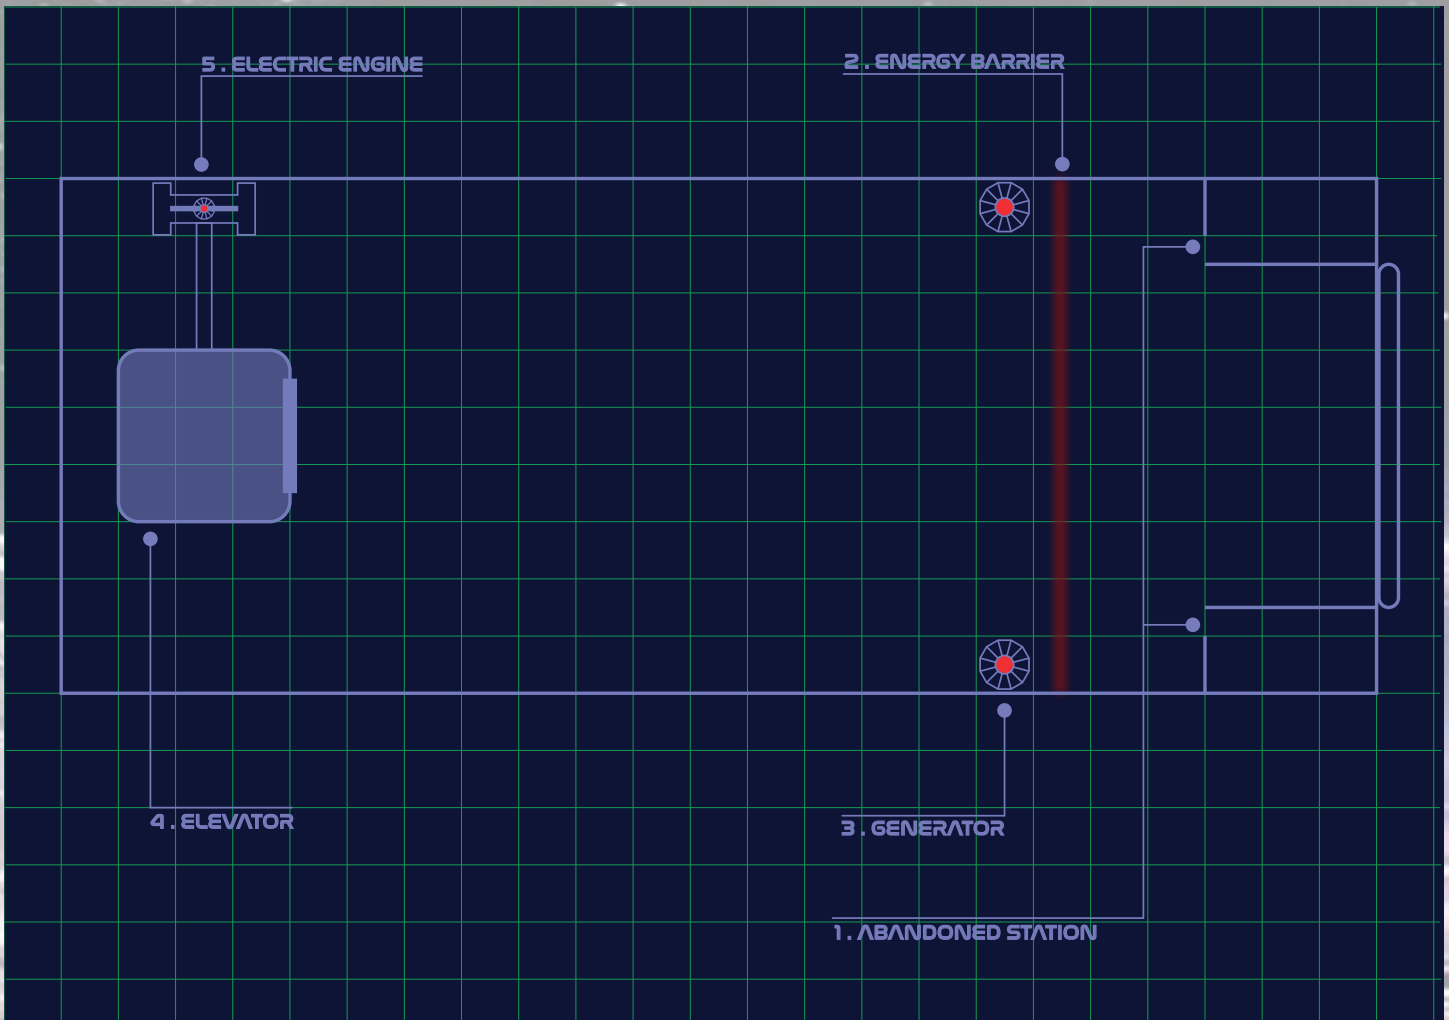 5 . ELECTRIC ENGINE
2 . ENERGY BARRIER
4 . ELEVATOR
3 . GENERATOR
1 . ABANDONED STATION